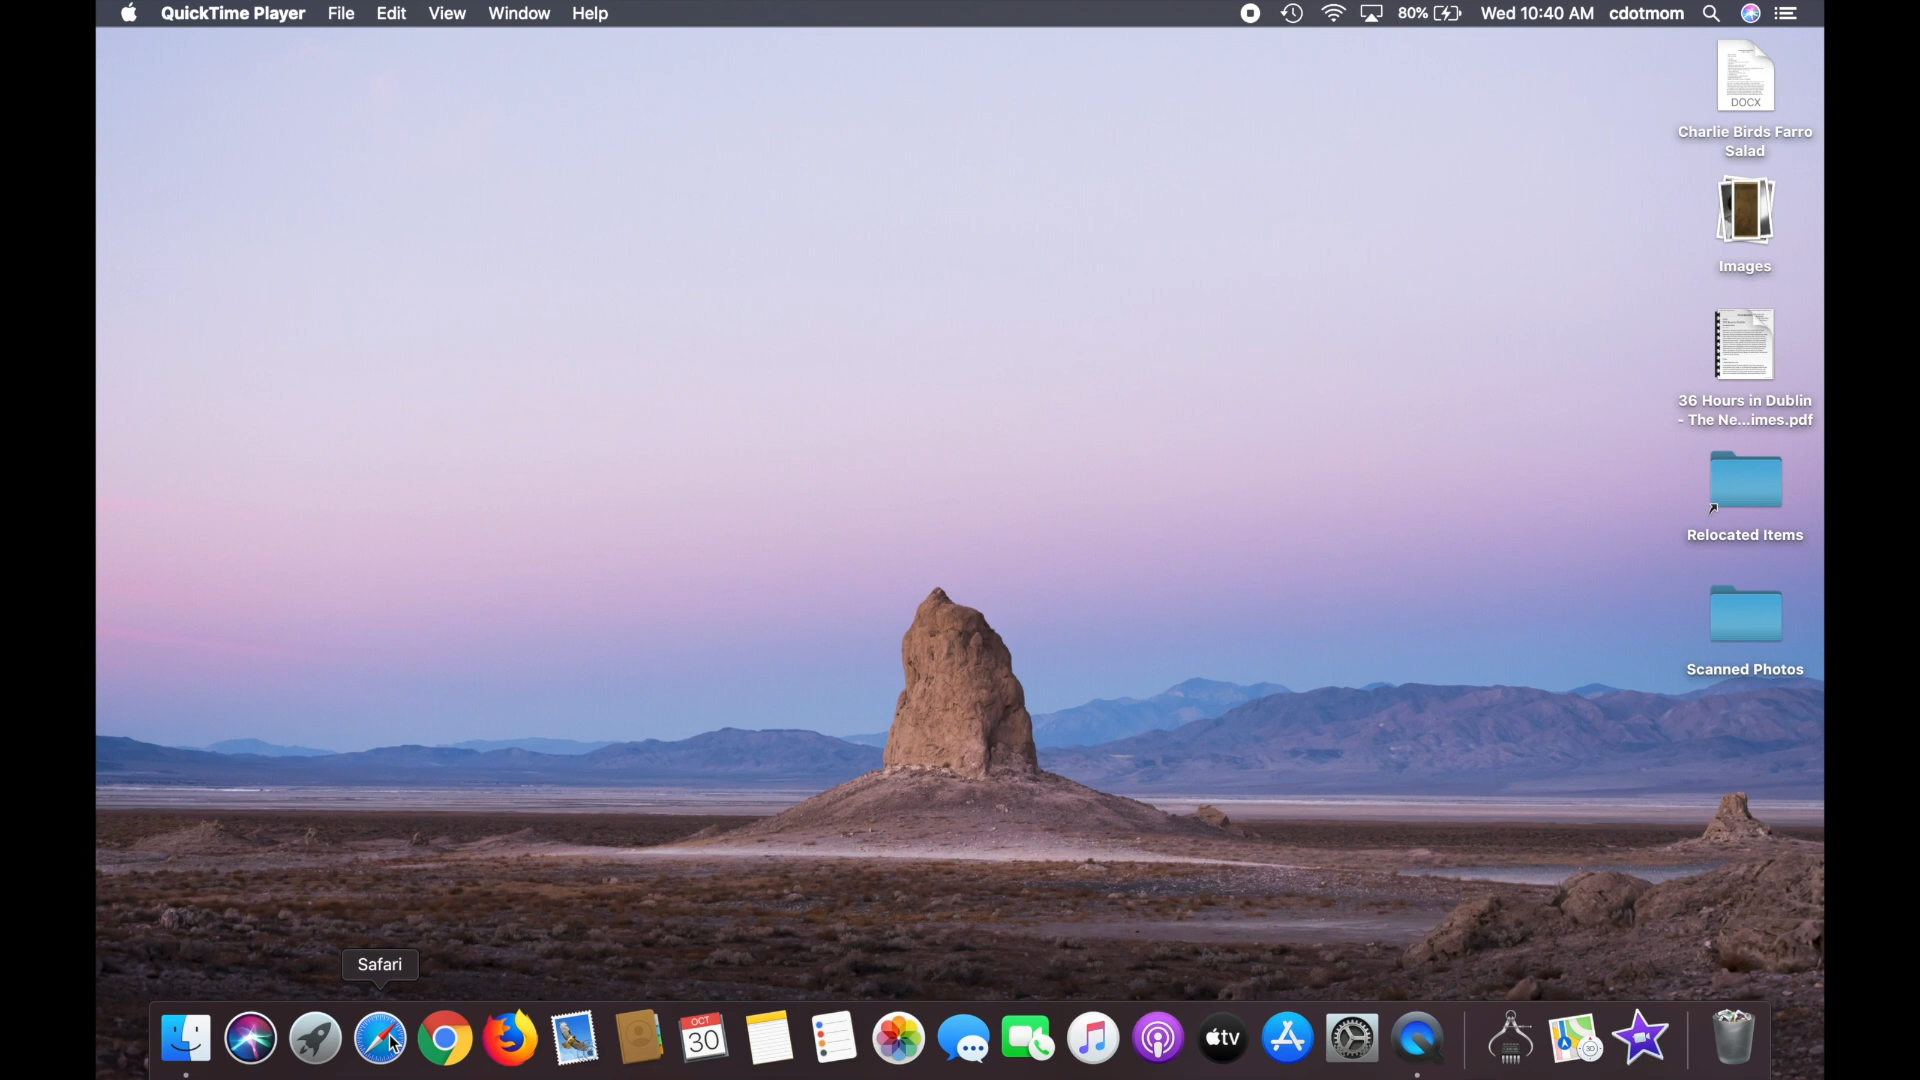 QuickTime Player File Edit View Window Help 80% Wed 10:40 AM cdotmom
DOCX
Charlie Birds Farro
Salad
Images
36 Hours in Dublin
- The Ne...imes.pdf
Relocated Items
Scanned Photos
Safari
OCT
30
tv